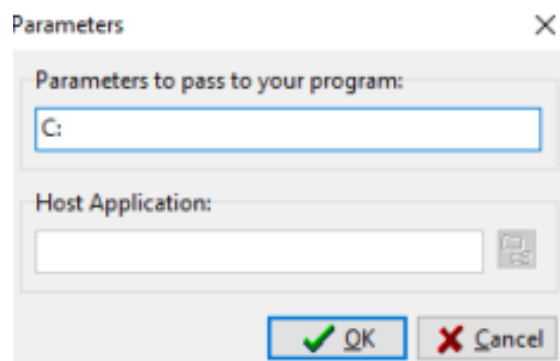 Parameters
Parameters to pass to your program:
C:
Host Application:
OK
Cancel